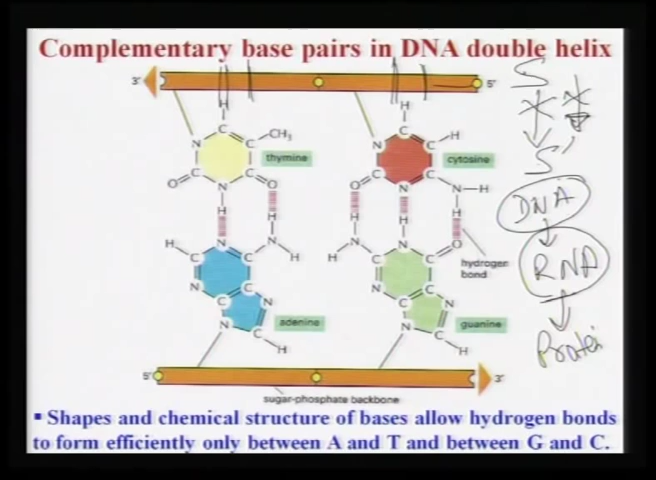 Complementary base pairs in DNA double helix
3' 5'
S
H H X X
N C C CH₃ thymine N C C H cytosine
O C N C O O C N C N H S'
H H H H DNA
H C N C N H H N C N C O hydrogen
bond RNA
N C C N N C C N
adenine N C H guanine N C H Protei
5' 3'
sugar-phosphate backbone
▪ Shapes and chemical structure of bases allow hydrogen bonds
to form efficiently only between A and T and between G and C.